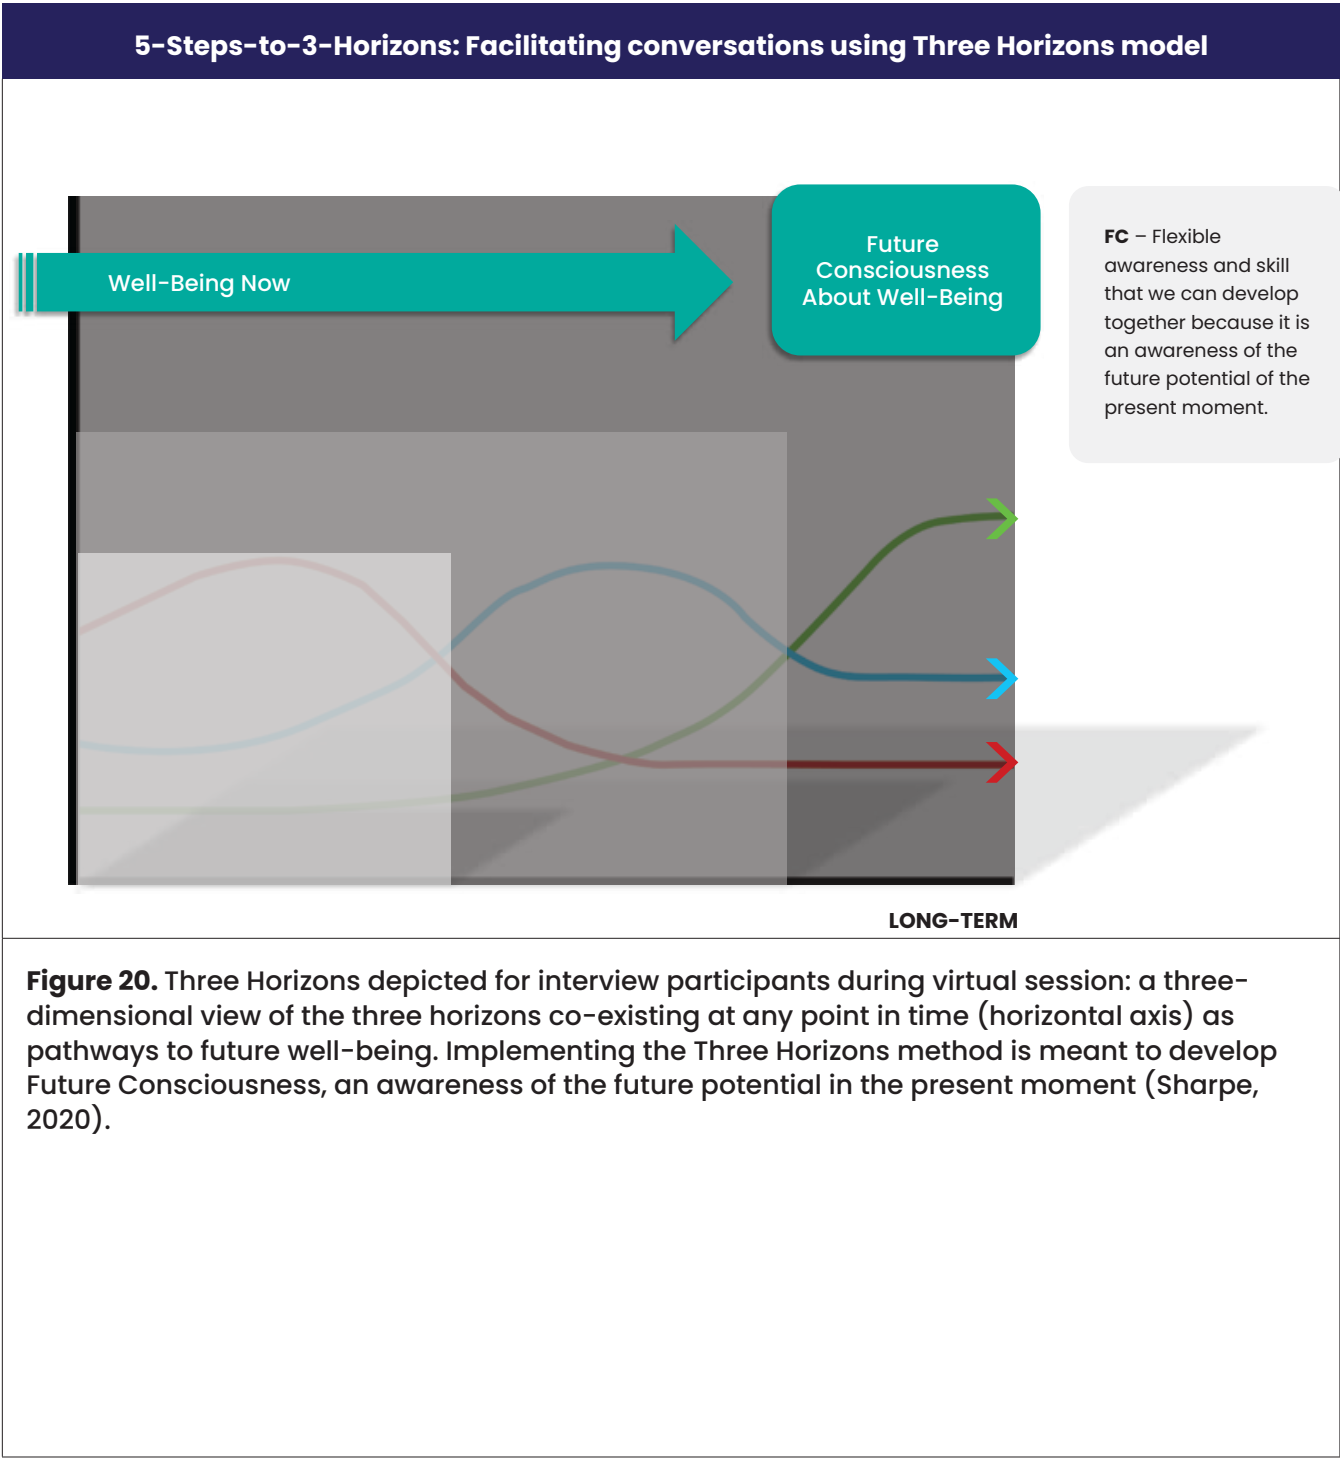 5-Steps-to-3-Horizons: Facilitating conversations using Three Horizons model
Well-Being Now
Future
Consciousness
About Well-Being
FC – Flexible
awareness and skill
that we can develop
together because it is
an awareness of the
future potential of the
present moment.
LONG-TERM
Figure 20. Three Horizons depicted for interview participants during virtual session: a three-
dimensional view of the three horizons co-existing at any point in time (horizontal axis) as
pathways to future well-being. Implementing the Three Horizons method is meant to develop
Future Consciousness, an awareness of the future potential in the present moment (Sharpe,
2020).